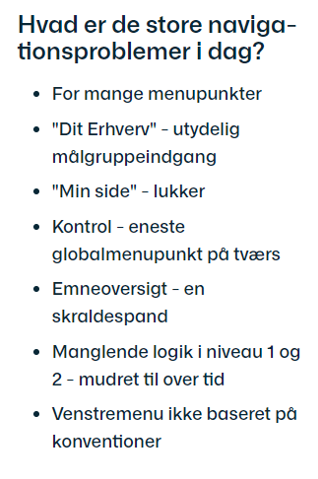 Hvad er de store naviga-
tionsproblemer i dag?
• For mange menupunkter
• "Dit Erhverv" - utydelig
målgruppeindgang
• "Min side" - lukker
• Kontrol - eneste
globalmenupunkt på tværs
• Emneoversigt - en
skraldespand
• Manglende logik i niveau 1 og
2 - mudret til over tid
• Venstremenu ikke baseret på
konventioner